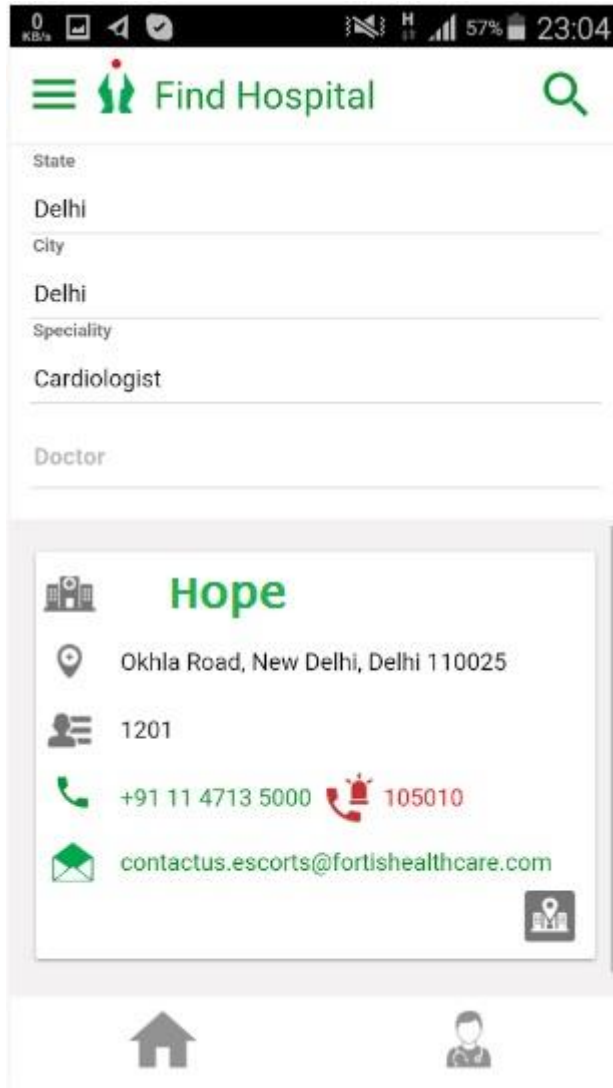 0 KB/s H 57% 23:04
Find Hospital
State
Delhi
City
Delhi
Speciality
Cardiologist
Doctor
Hope
Okhla Road, New Delhi, Delhi 110025
1201
+91 11 4713 5000 105010
contactus.escorts@fortishealthcare.com